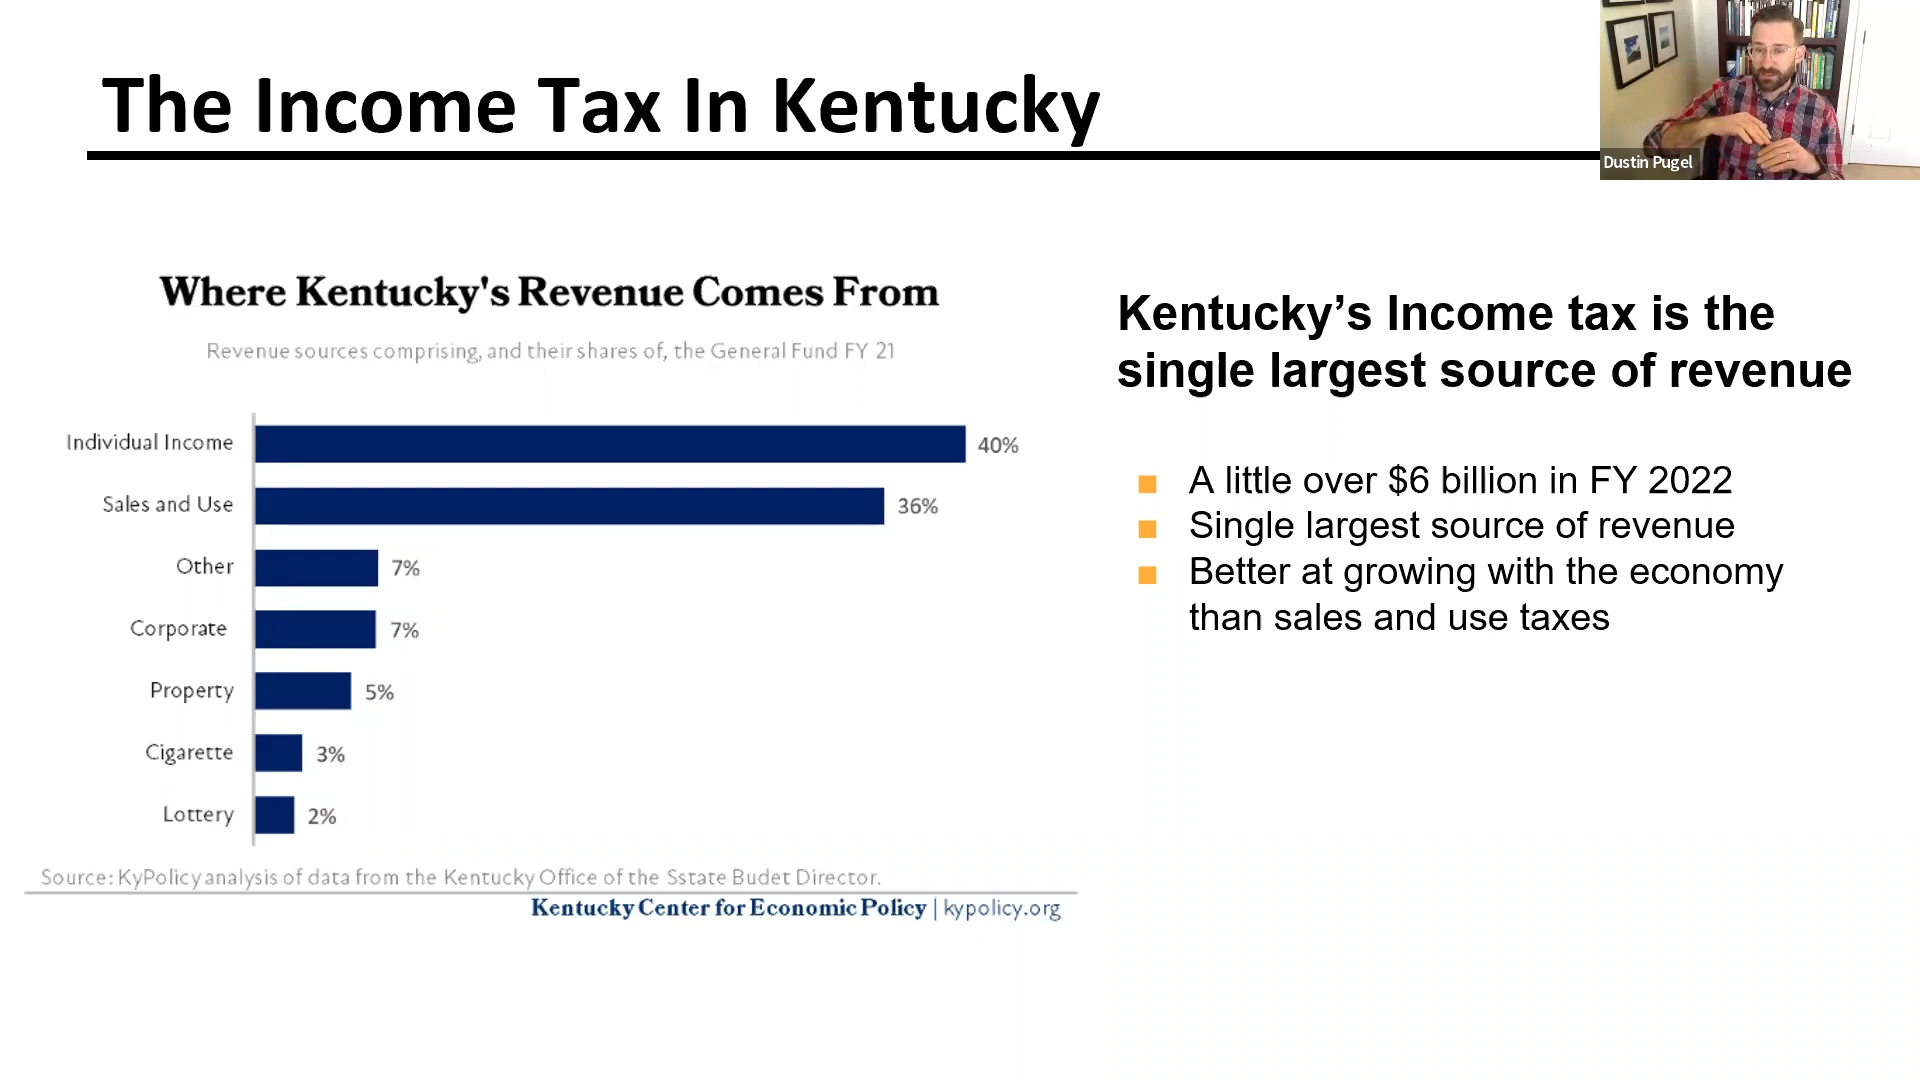 The Income Tax In Kentucky
Dustin Pugel
Where Kentucky's Revenue Comes From
Revenue sources comprising, and their shares of, the General Fund FY 21
Individual Income 40%
Sales and Use 36%
Other 7%
Corporate 7%
Property 5%
Cigarette 3%
Lottery 2%
Source: KyPolicy analysis of data from the Kentucky Office of the Sstate Budet Director.
Kentucky Center for Economic Policy | kypolicy.org
Kentucky’s Income tax is the
single largest source of revenue
■ A little over $6 billion in FY 2022
■ Single largest source of revenue
■ Better at growing with the economy
than sales and use taxes